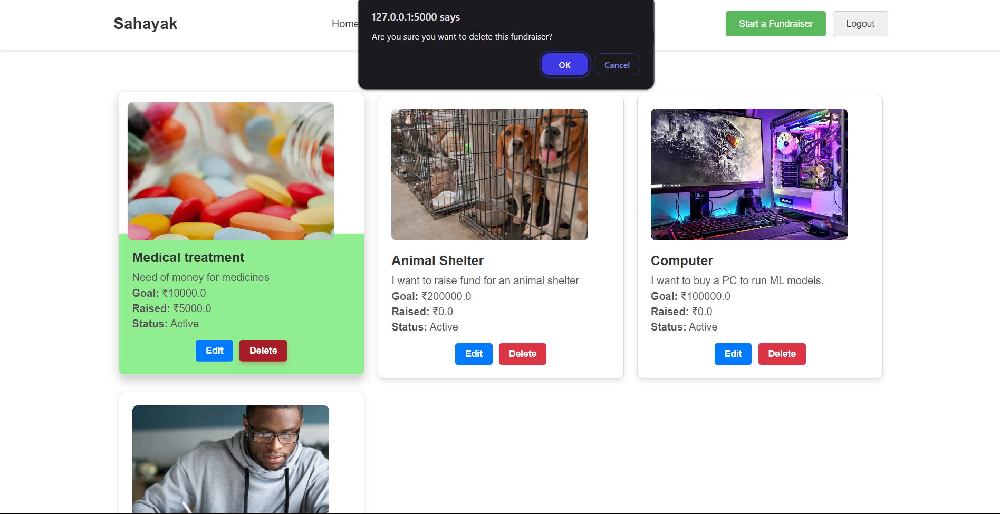 Sahayak
Home
Start a Fundraiser
Logout
127.0.0.1:5000 says
Are you sure you want to delete this fundraiser?
OK
Cancel
Medical treatment
Need of money for medicines
Goal: ₹10000.0
Raised: ₹5000.0
Status: Active
Edit
Delete
Animal Shelter
I want to raise fund for an animal shelter
Goal: ₹200000.0
Raised: ₹0.0
Status: Active
Edit
Delete
Computer
I want to buy a PC to run ML models.
Goal: ₹100000.0
Raised: ₹0.0
Status: Active
Edit
Delete